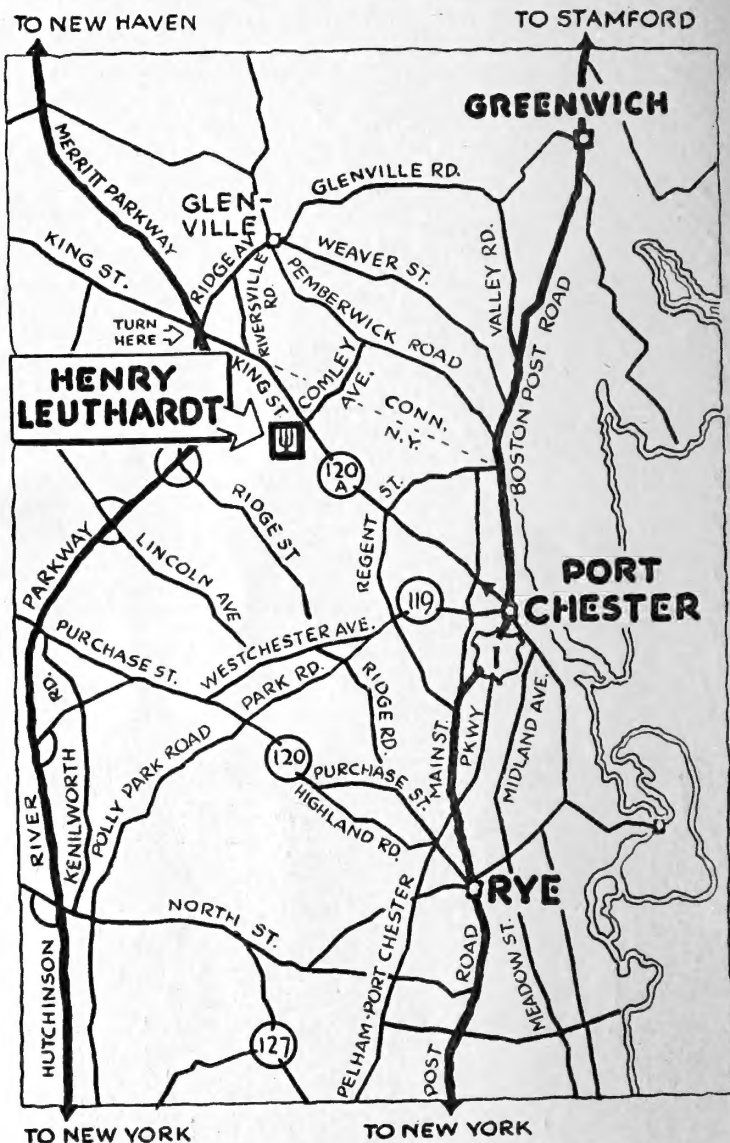 TO NEW HAVEN
TO STAMFORD
GREENWICH
MERRITT PARKWAY
GLENVILLE RD.
GLEN-
VILLE
KING ST.
RIDGE AV.
RIVERSVILLE
RD.
WEAVER ST.
PEMBERWICK ROAD
VALLEY RD.
BOSTON POST ROAD
TURN
HERE
KING ST.
COMLEY
AVE.
HENRY
LEUTHARDT
CONN.
N.Y.
120
A
RIDGE ST
REGENT ST.
LINCOLN AVE
PORT
CHESTER
119
1
PURCHASE ST.
WESTCHESTER AVE.
PARK RD.
RIDGE RD.
MAIN ST.
PKWY
MIDLAND AVE.
120
PURCHASE ST.
HIGHLAND RD.
POLLY PARK ROAD
KENILWORTH RD.
HUTCHINSON RIVER PARKWAY
RYE
NORTH ST.
PELHAM-PORT CHESTER
POST ROAD
MEADOW ST.
127
TO NEW YORK
TO NEW YORK